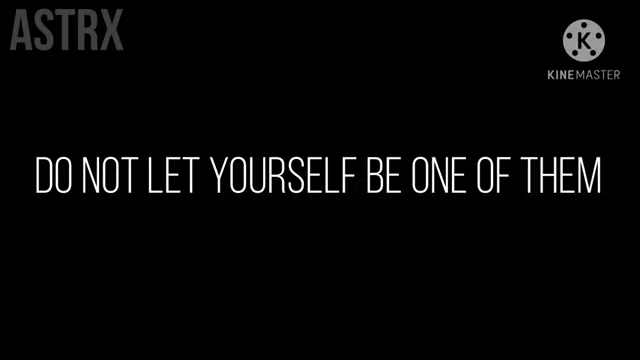 ASTRX
K
KINEMASTER
DO NOT LET YOURSELF BE ONE OF THEM